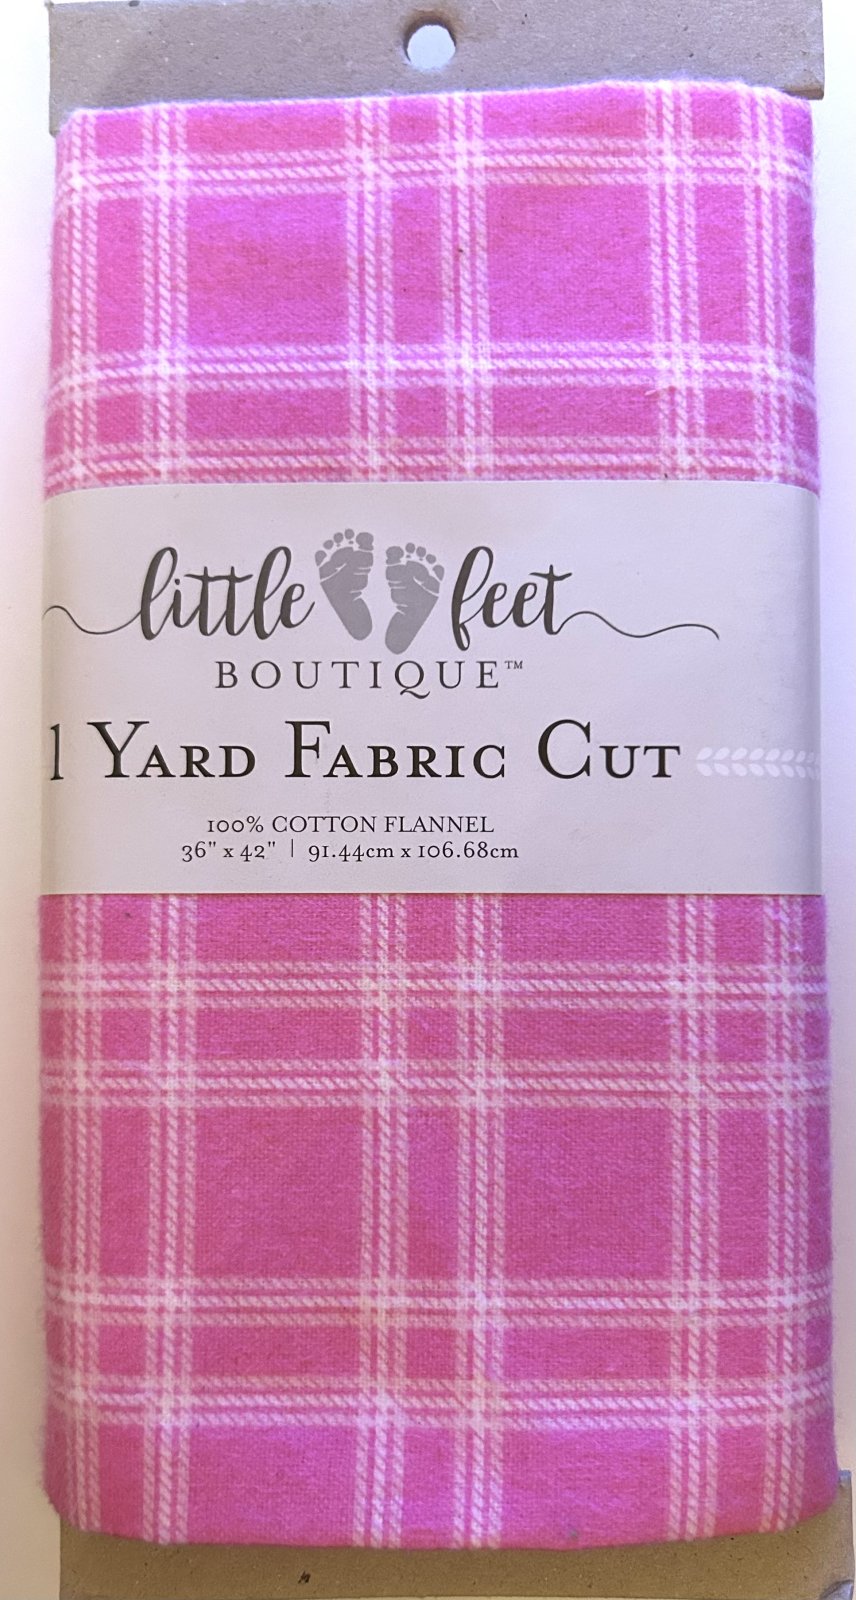 little feet
BOUTIQUE™
1 YARD FABRIC CUT
100% COTTON FLANNEL
36" x 42" | 91.44cm x 106.68cm